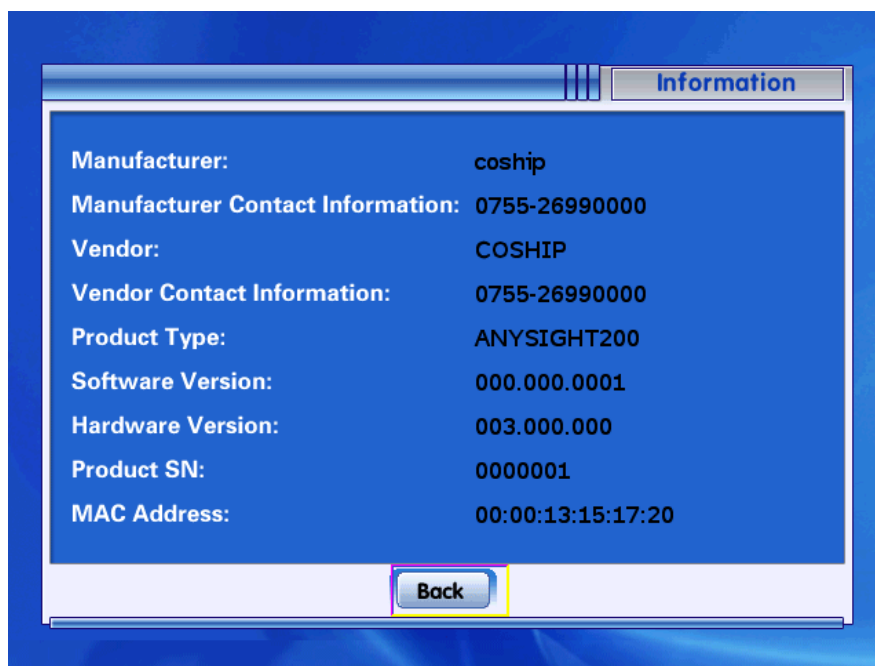 Information
Manufacturer: coship
Manufacturer Contact Information: 0755-26990000
Vendor: COSHIP
Vendor Contact Information: 0755-26990000
Product Type: ANYSIGHT200
Software Version: 000.000.0001
Hardware Version: 003.000.000
Product SN: 0000001
MAC Address: 00:00:13:15:17:20
Back